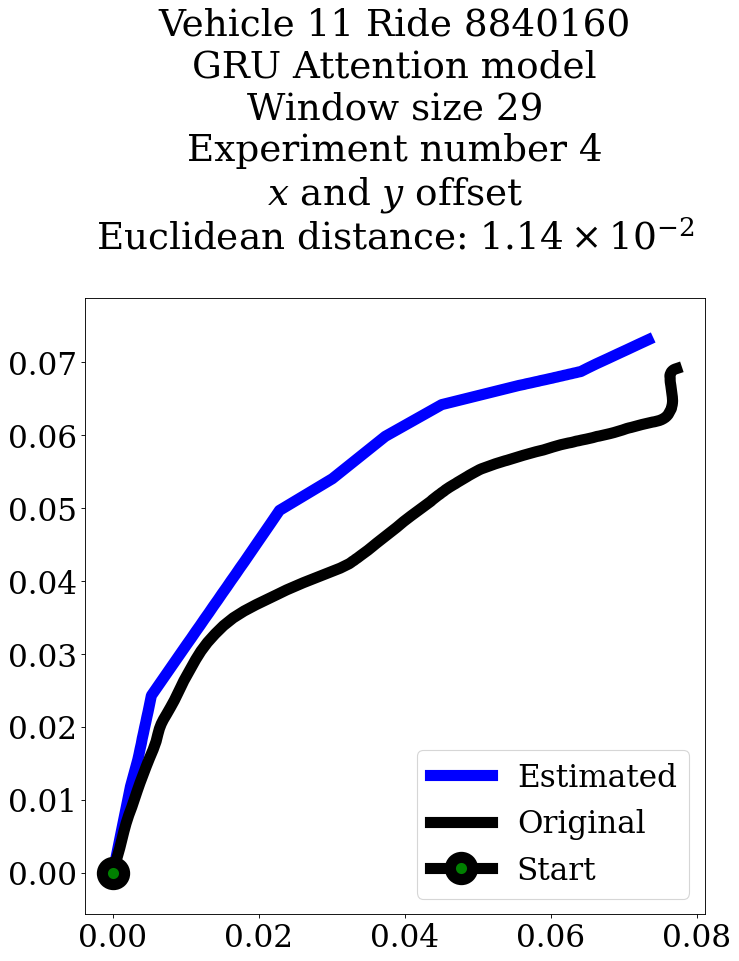 Vehicle 11 Ride 8840160
GRU Attention model
Window size 29
Experiment number 4
x and y offset
Euclidean distance: 1.14 × 10⁻²
0.07
0.06
0.05
0.04
0.03
0.02
0.01
0.00
Estimated
Original
Start
0.00 0.02 0.04 0.06 0.08